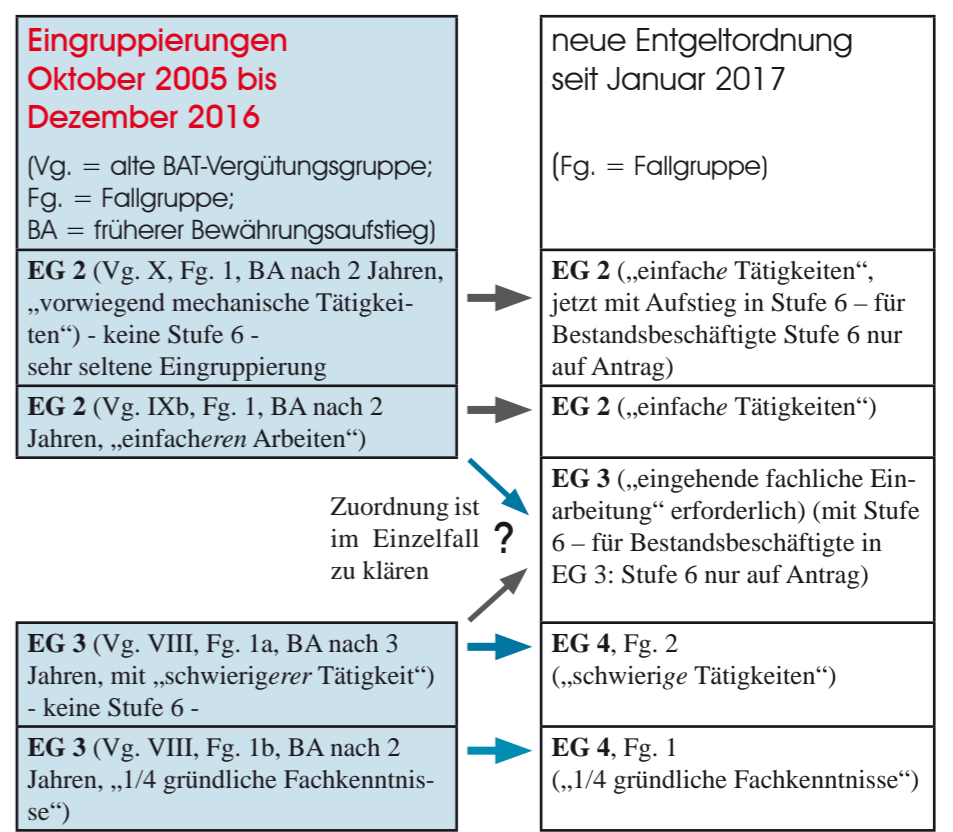 Eingruppierungen
Oktober 2005 bis
Dezember 2016
(Vg. = alte BAT-Vergütungsgruppe;
Fg. = Fallgruppe;
BA = früherer Bewährungsaufstieg)
neue Entgeltordnung
seit Januar 2017
(Fg. = Fallgruppe)
EG 2 (Vg. X, Fg. 1, BA nach 2 Jahren,
„vorwiegend mechanische Tätigkei-
ten“) - keine Stufe 6 -
sehr seltene Eingruppierung
EG 2 („einfache Tätigkeiten“,
jetzt mit Aufstieg in Stufe 6 – für
Bestandsbeschäftigte Stufe 6 nur
auf Antrag)
EG 2 (Vg. IXb, Fg. 1, BA nach 2
Jahren, „einfacheren Arbeiten“)
EG 2 („einfache Tätigkeiten“)
Zuordnung ist
im Einzelfall
zu klären
?
EG 3 („eingehende fachliche Ein-
arbeitung“ erforderlich) (mit Stufe
6 – für Bestandsbeschäftigte in
EG 3: Stufe 6 nur auf Antrag)
EG 3 (Vg. VIII, Fg. 1a, BA nach 3
Jahren, mit „schwierigerer Tätigkeit“)
- keine Stufe 6 -
EG 4, Fg. 2
(„schwierige Tätigkeiten“)
EG 3 (Vg. VIII, Fg. 1b, BA nach 2
Jahren, „1/4 gründliche Fachkenntnis-
se“)
EG 4, Fg. 1
(„1/4 gründliche Fachkenntnisse“)